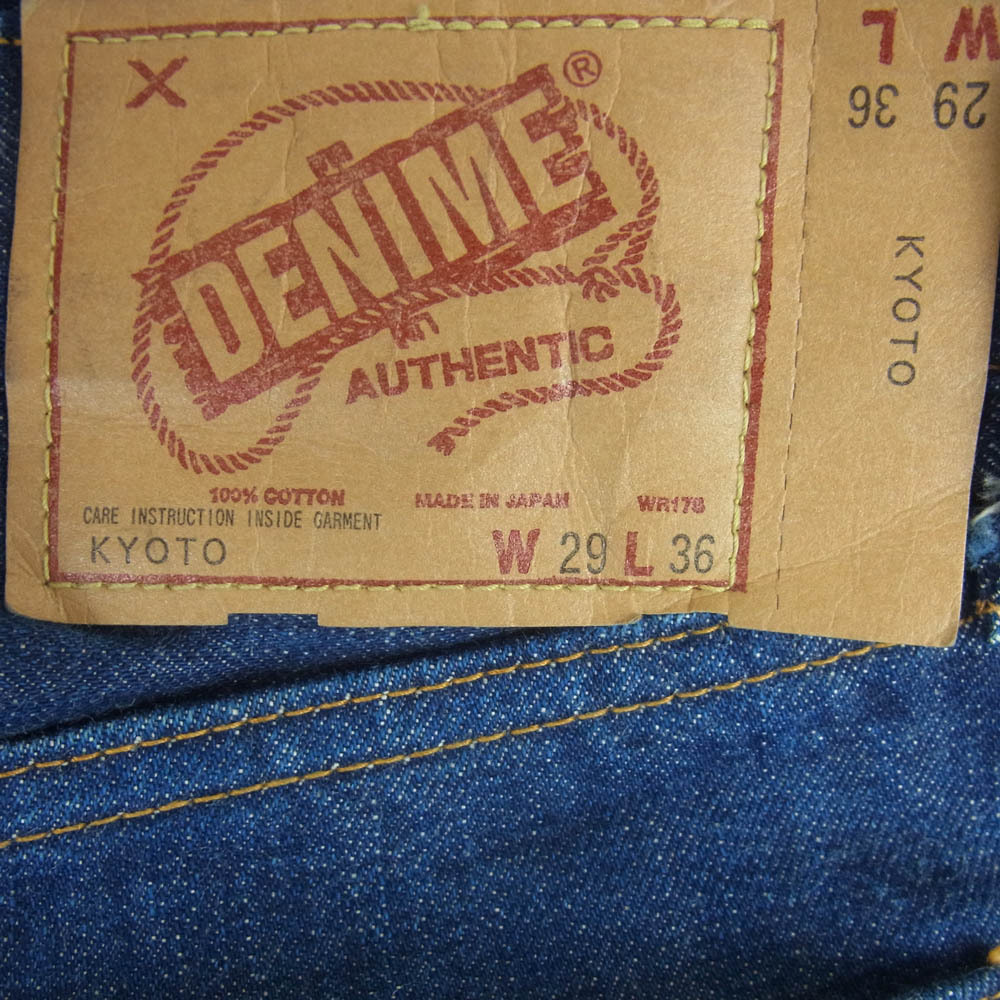 X
DENIME ®
AUTHENTIC
100% COTTON MADE IN JAPAN WR178
CARE INSTRUCTION INSIDE GARMENT
KYOTO W 29 L 36
W L
29 36
KYOTO